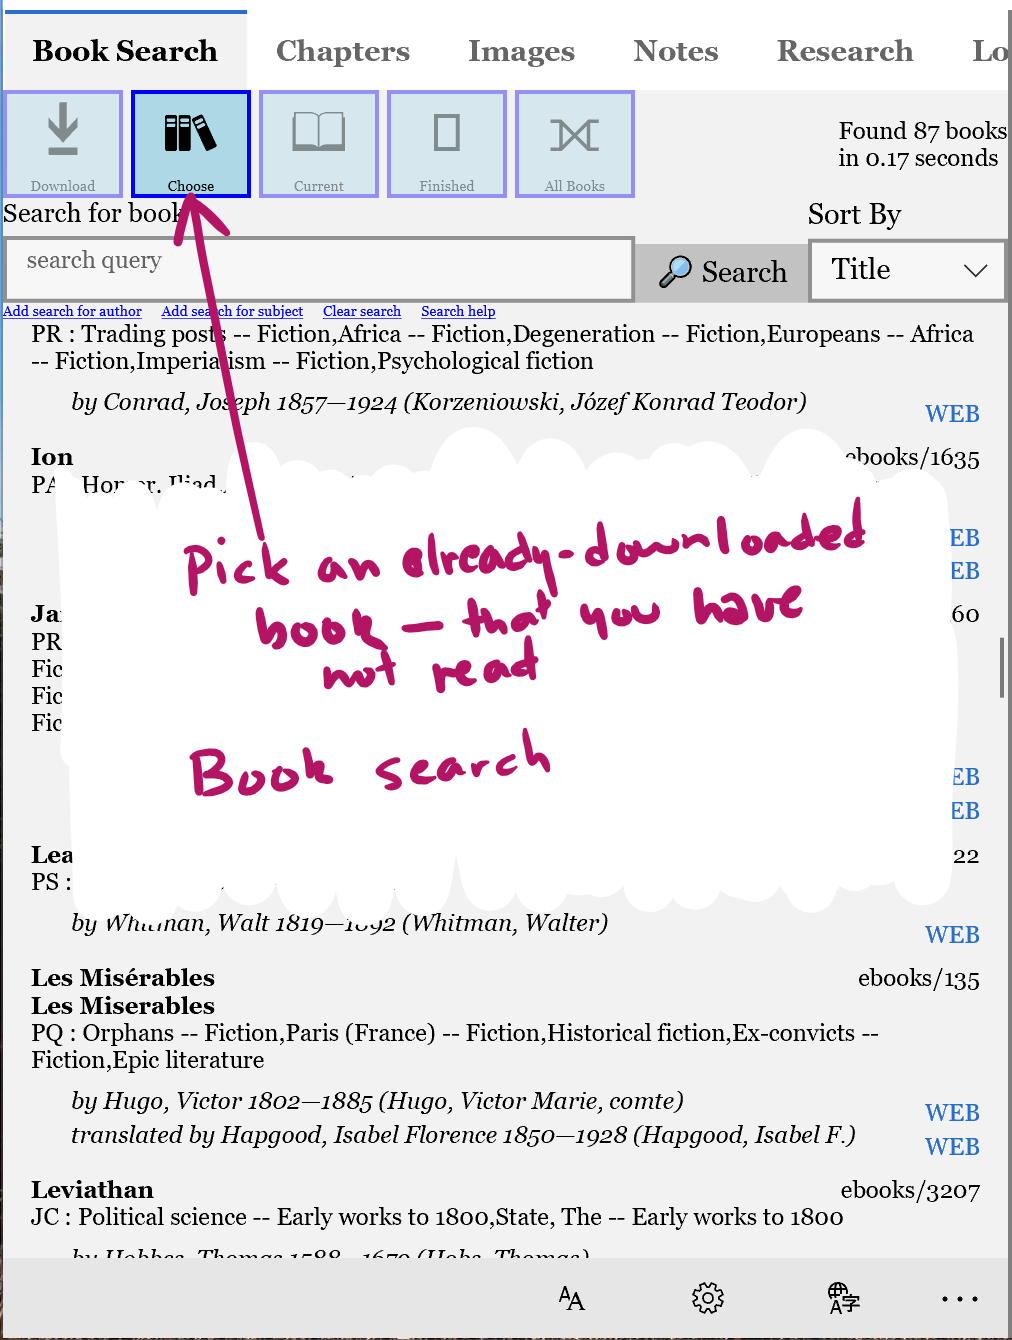 Book Search Chapters Images Notes Research Lo
Download Choose Current Finished All Books
Found 87 books
in 0.17 seconds
Search for book
Sort By
search query
Search
Title
Add search for author Add search for subject Clear search Search help
PR : Trading posts -- Fiction,Africa -- Fiction,Degeneration -- Fiction,Europeans -- Africa
-- Fiction,Imperialism -- Fiction,Psychological fiction
by Conrad, Joseph 1857—1924 (Korzeniowski, Józef Konrad Teodor)
WEB
Ion ebooks/1635
PA Homer. Iliad.
EB
EB
Pick an already-downloaded
book — that you have
not read
Book search
Ja 60
PR
Fic
Fic
Fic
EB
EB
Lea 22
PS :
by Whitman, Walt 1819—1892 (Whitman, Walter)
WEB
Les Misérables ebooks/135
Les Miserables
PQ : Orphans -- Fiction,Paris (France) -- Fiction,Historical fiction,Ex-convicts --
Fiction,Epic literature
by Hugo, Victor 1802—1885 (Hugo, Victor Marie, comte)
WEB
translated by Hapgood, Isabel Florence 1850—1928 (Hapgood, Isabel F.)
WEB
Leviathan ebooks/3207
JC : Political science -- Early works to 1800,State, The -- Early works to 1800
by Hobbes, Thomas 1588—1679 (Hobs, Thomas)
AA A字